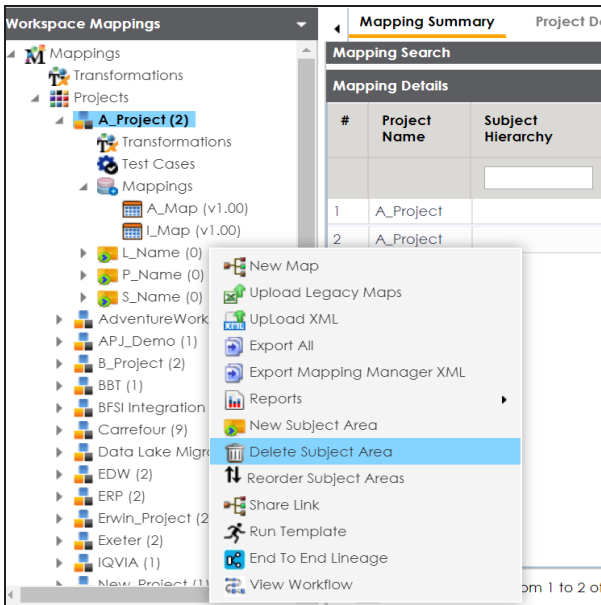 Workspace Mappings
Mappings
Transformations
Projects
A_Project (2)
Transformations
Test Cases
Mappings
A_Map (v1.00)
I_Map (v1.00)
L_Name (0)
P_Name (0)
S_Name (0)
AdventureWork
APJ_Demo (1)
B_Project (2)
BBT (1)
BFSI Integration
Carrefour (9)
Data Lake Migr
EDW (2)
ERP (2)
Erwin_Project (2
Exeter (2)
IQVIA (1)
New_Project (1)
Mapping Summary Project De
Mapping Search
Mapping Details
# Project Name Subject Hierarchy
1 A_Project
2 A_Project
New Map
Upload Legacy Maps
UpLoad XML
Export All
Export Mapping Manager XML
Reports
New Subject Area
Delete Subject Area
Reorder Subject Areas
Share Link
Run Template
End To End Lineage
View Workflow
om 1 to 2 of